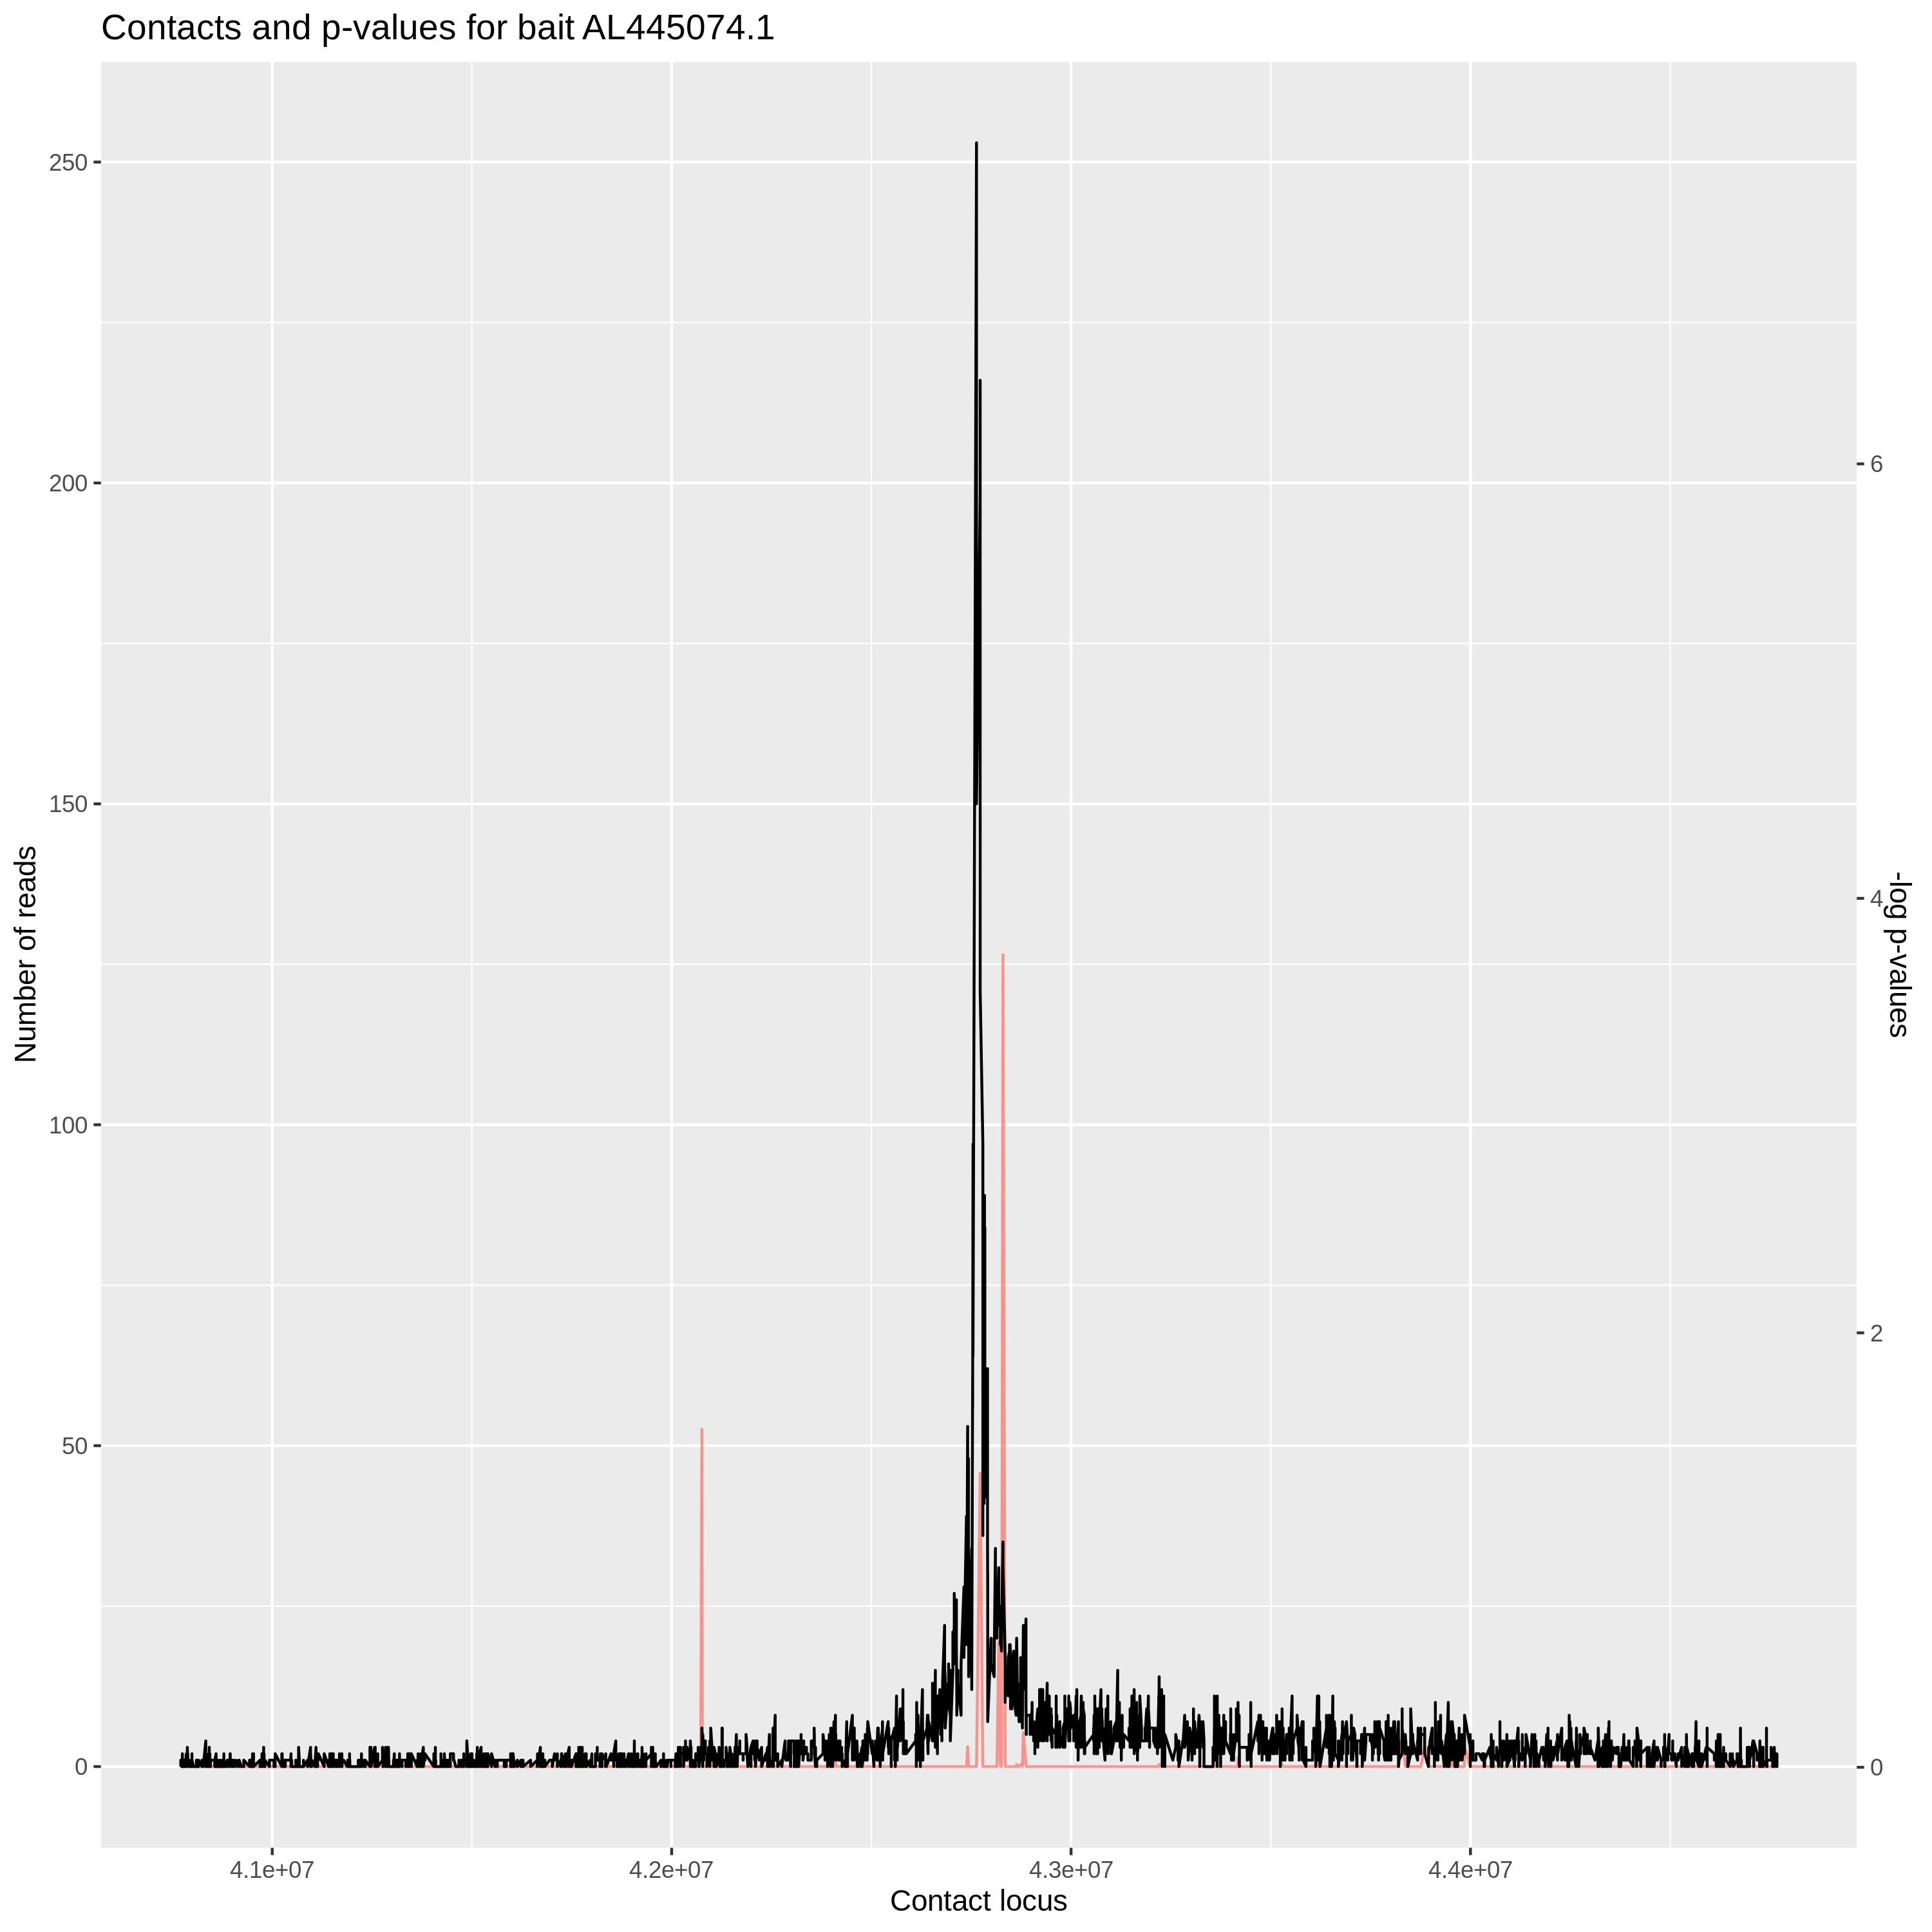 Contacts and p-values for bait AL445074.1
250
200
150
100
50
0
Number of reads
6
4
2
0
-log p-values
4.1e+07
4.2e+07
4.3e+07
4.4e+07
Contact locus